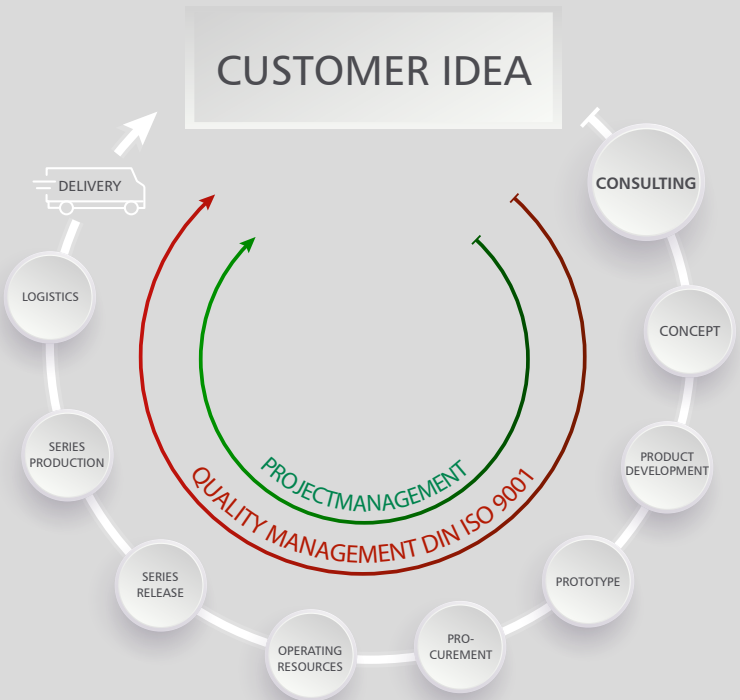 CUSTOMER IDEA
CONSULTING
CONCEPT
PRODUCT
DEVELOPMENT
PROTOTYPE
PRO-
CUREMENT
OPERATING
RESOURCES
SERIES
RELEASE
SERIES
PRODUCTION
LOGISTICS
DELIVERY
PROJECTMANAGEMENT
QUALITY MANAGEMENT DIN ISO 9001